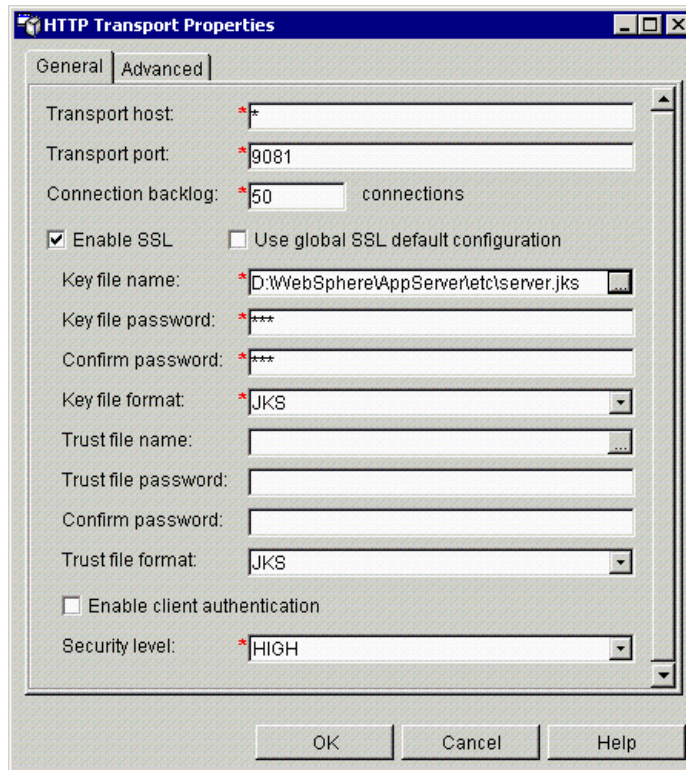 HTTP Transport Properties
General Advanced
Transport host: *
*
Transport port: *9081
Connection backlog: *50 connections
Enable SSL Use global SSL default configuration
Key file name: *D:\WebSphere\AppServer\etc\server.jks ...
Key file password: ****
Confirm password: ****
Key file format: *JKS
Trust file name: ...
Trust file password:
Confirm password:
Trust file format: JKS
Enable client authentication
Security level: *HIGH
OK Cancel Help